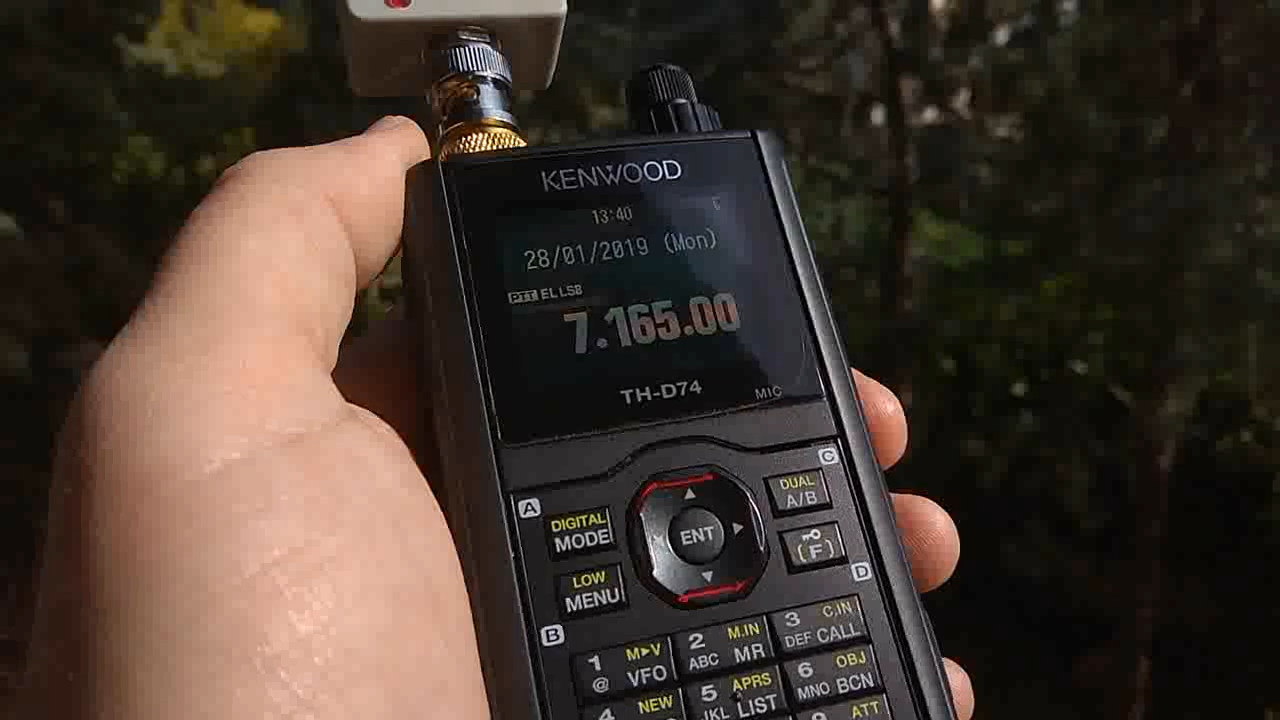 KENWOOD
13:40
28/01/2019 (Mon)
PTT EL LSB
7.165.00
TH-D74
MIC
C
A
DUAL
A/B
DIGITAL
MODE
ENT
(F)
LOW
MENU
D
B
1 M►V
@ VFO
2 M.IN
ABC MR
3 C.IN
DEF CALL
4 NEW
5 APRS
JKL LIST
6 OBJ
MNO BCN
ATT